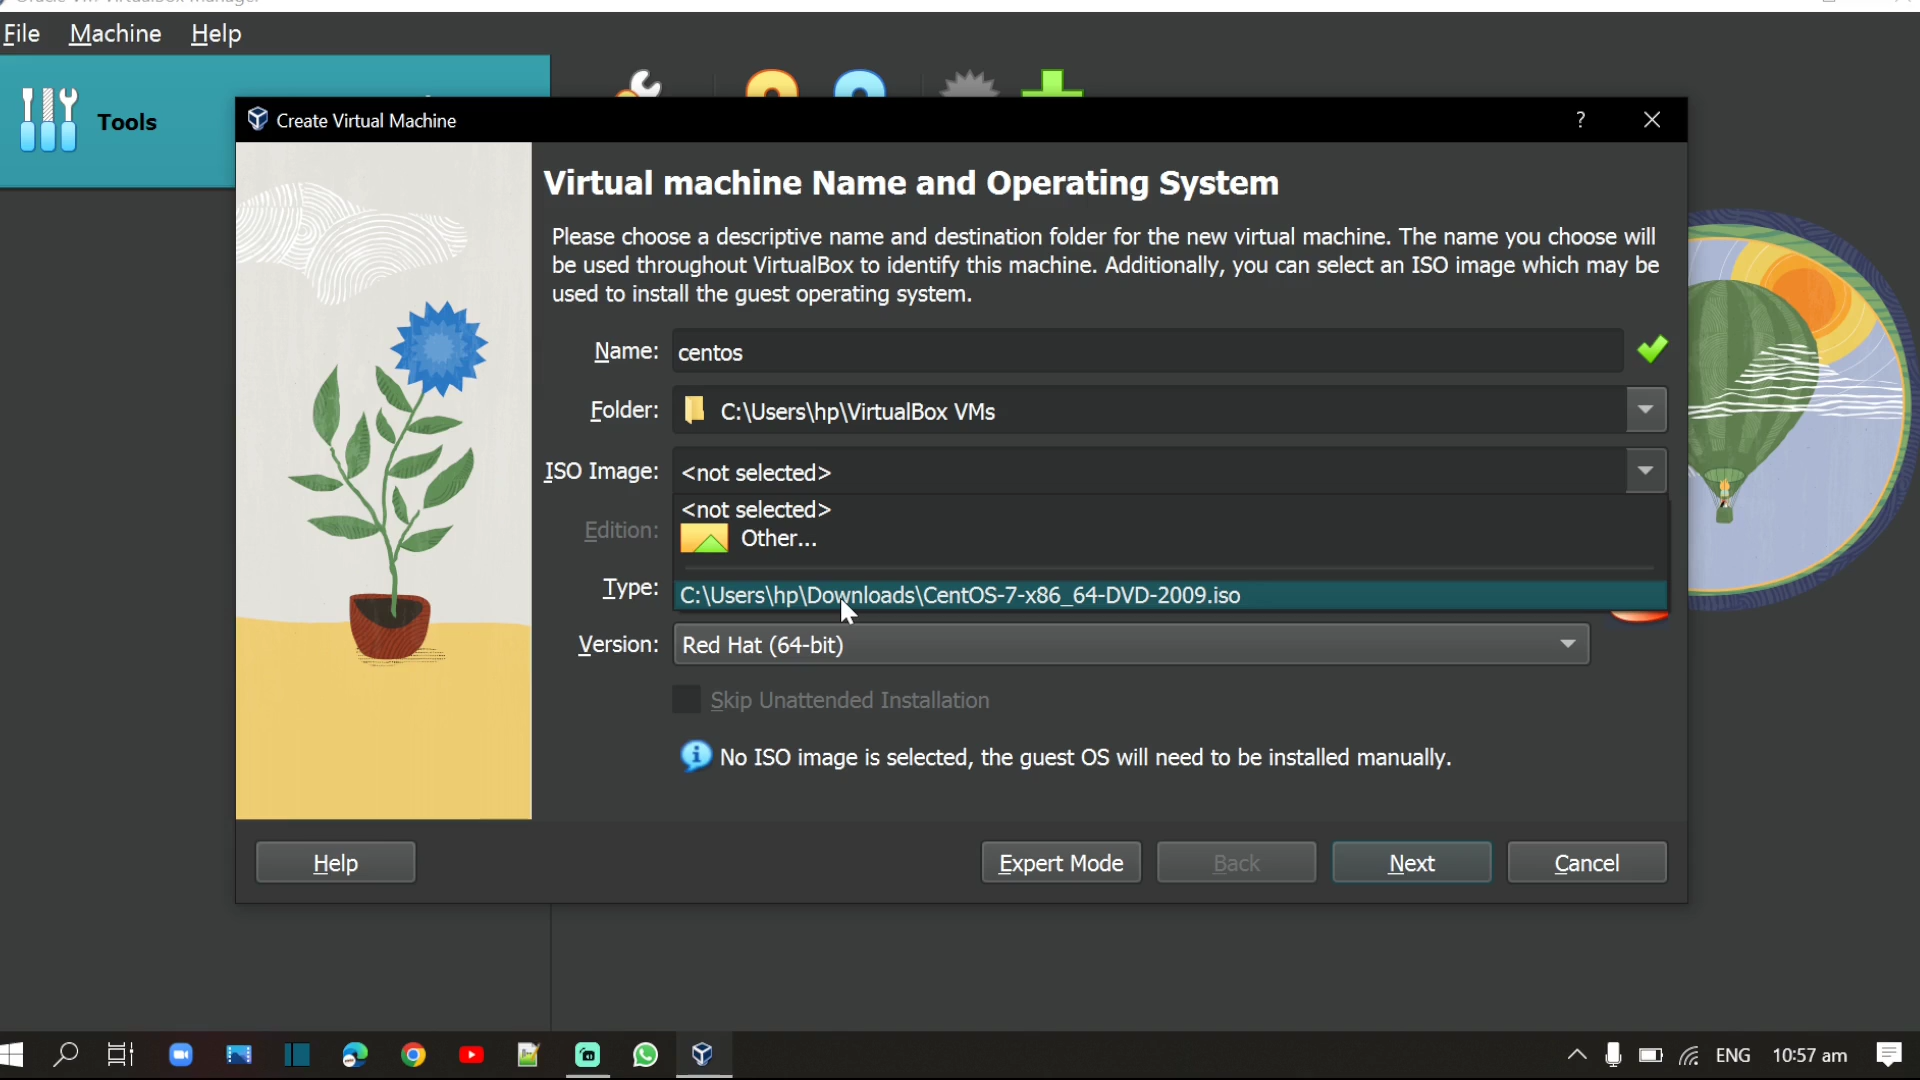 Oracle VM VirtualBox Manager
File Machine Help
Tools
Create Virtual Machine ?
Virtual machine Name and Operating System
Please choose a descriptive name and destination folder for the new virtual machine. The name you choose will
be used throughout VirtualBox to identify this machine. Additionally, you can select an ISO image which may be
used to install the guest operating system.
Name: centos
Folder: C:\Users\hp\VirtualBox VMs
ISO Image: <not selected>
<not selected>
Edition: Other...
Type: C:\Users\hp\Downloads\CentOS-7-x86_64-DVD-2009.iso
Version: Red Hat (64-bit)
Skip Unattended Installation
No ISO image is selected, the guest OS will need to be installed manually.
Help Expert Mode Back Next Cancel
ENG 10:57 am